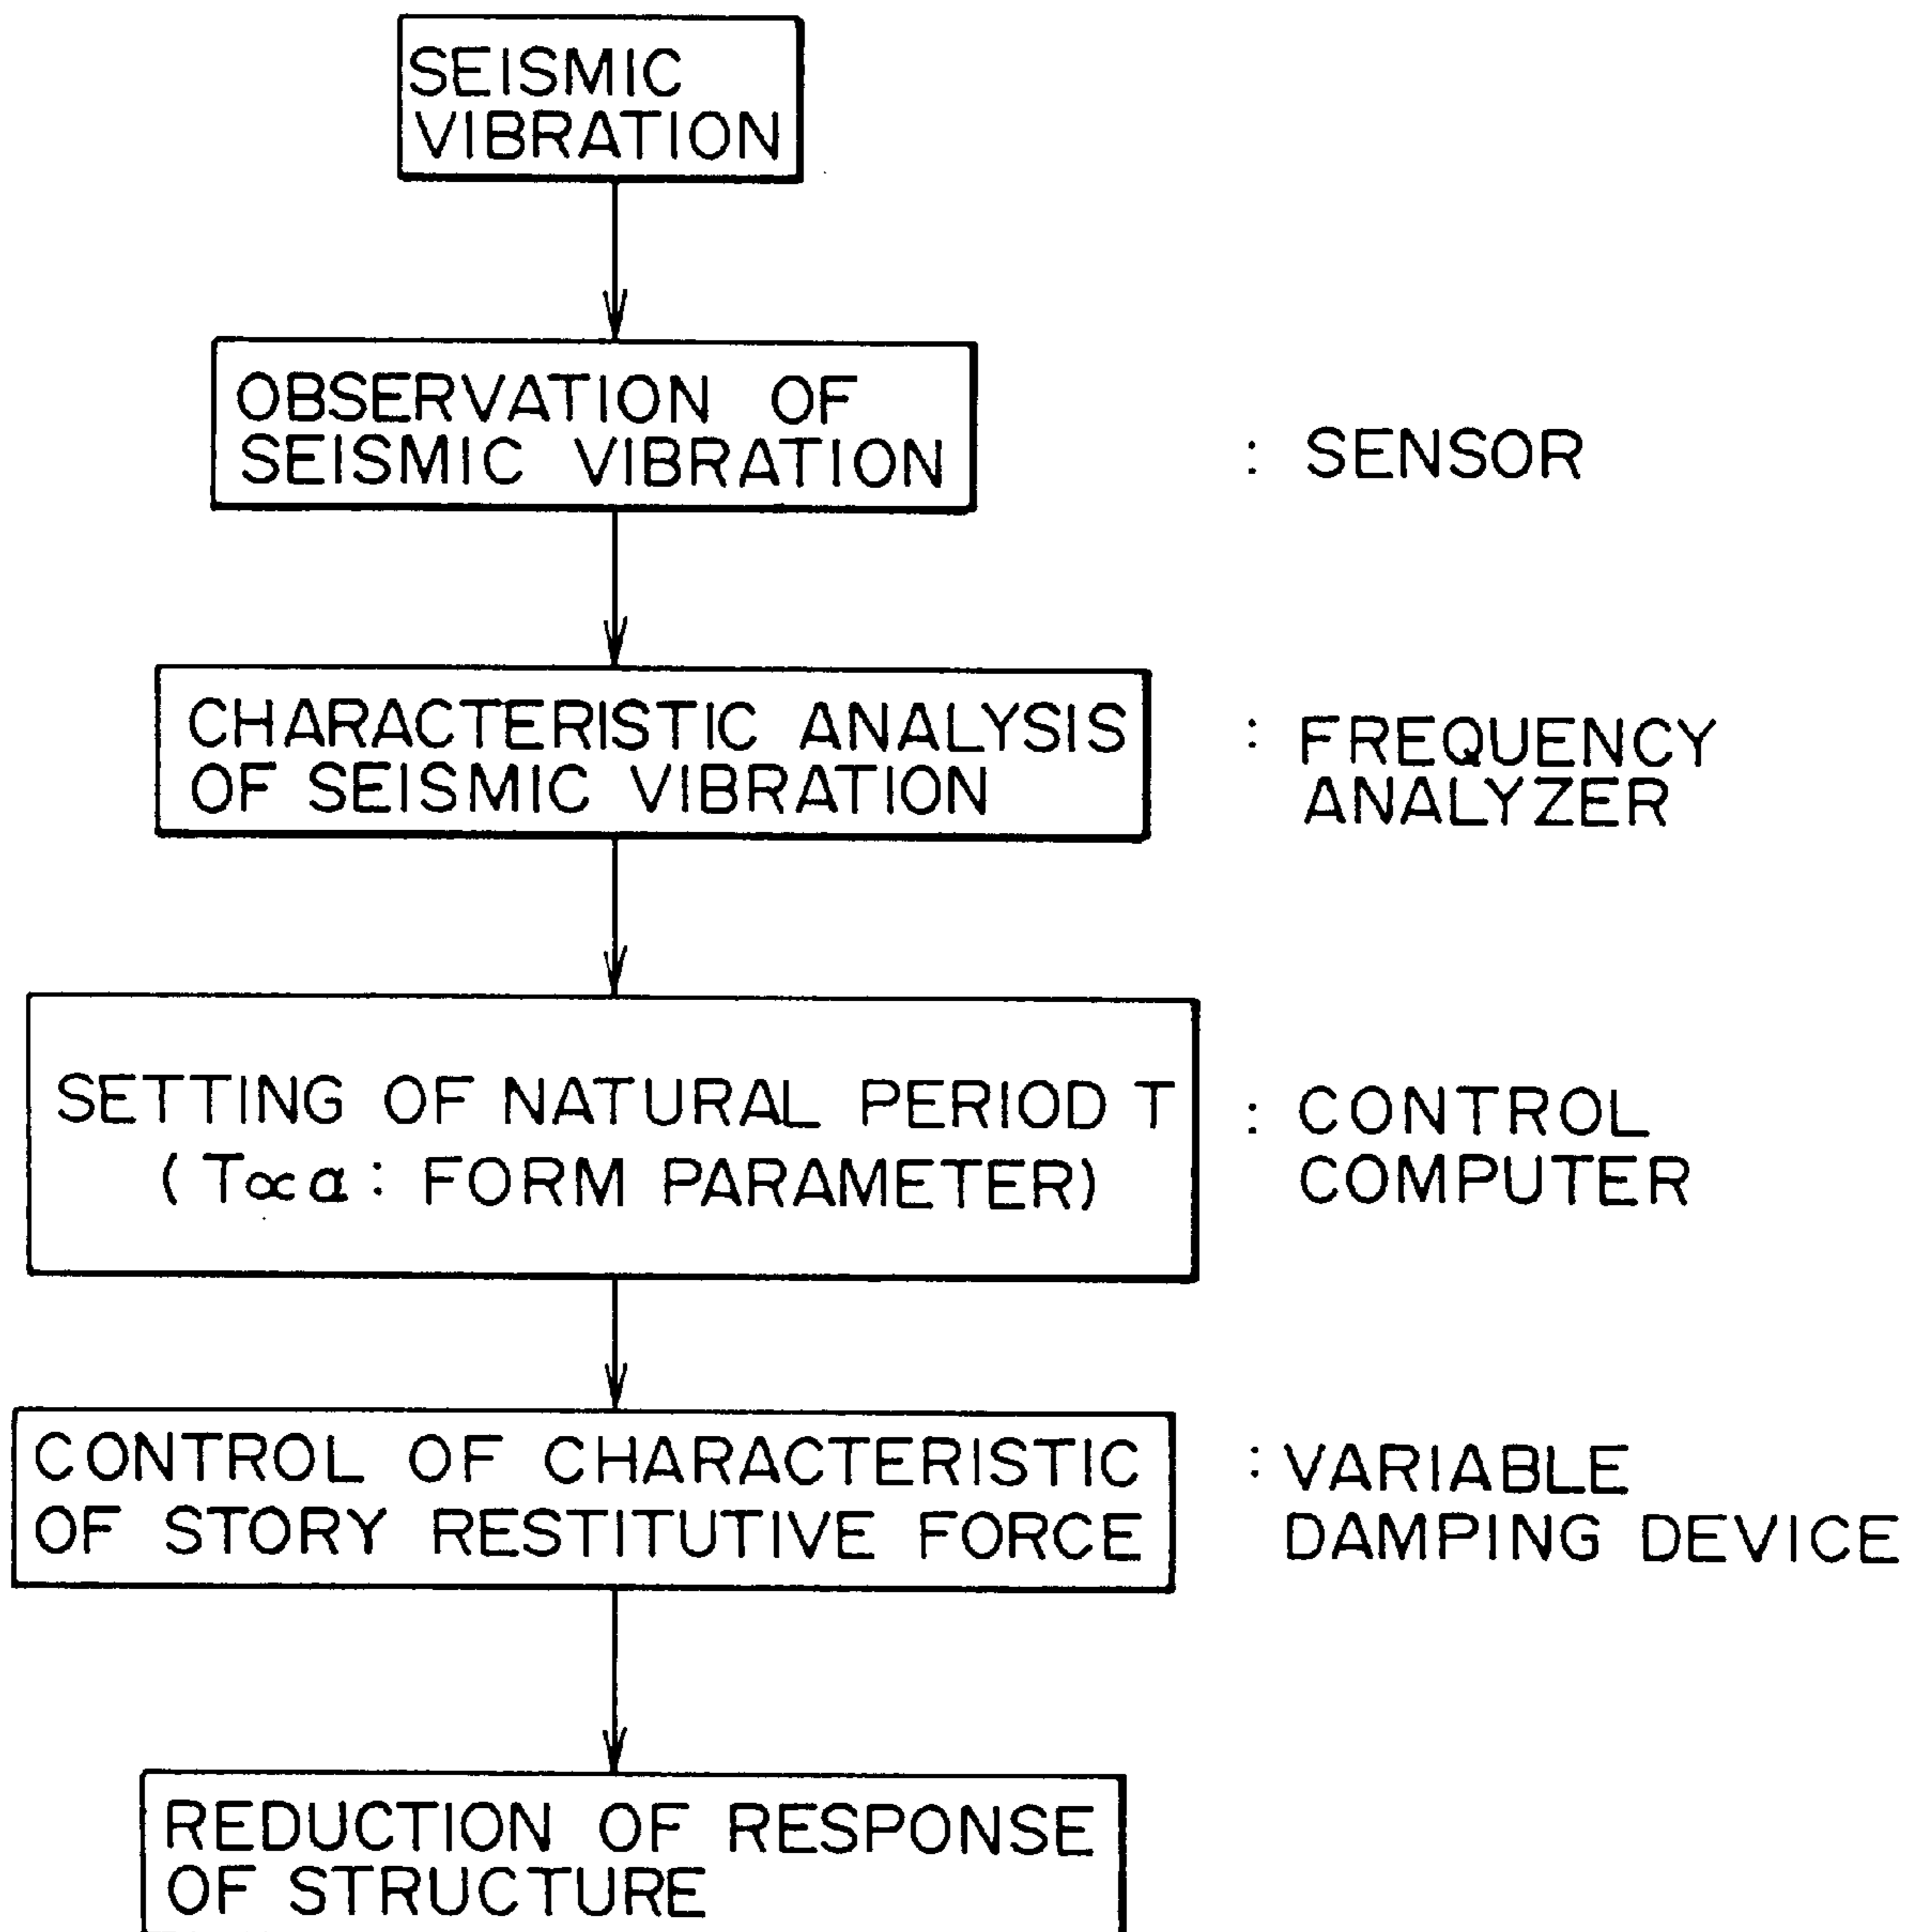 SEISMIC
VIBRATION
OBSERVATION OF
SEISMIC VIBRATION
: SENSOR
CHARACTERISTIC ANALYSIS
OF SEISMIC VIBRATION
: FREQUENCY
ANALYZER
SETTING OF NATURAL PERIOD T
( T∝α : FORM PARAMETER)
: CONTROL
COMPUTER
CONTROL OF CHARACTERISTIC
OF STORY RESTITUTIVE FORCE
: VARIABLE
DAMPING DEVICE
REDUCTION OF RESPONSE
OF STRUCTURE